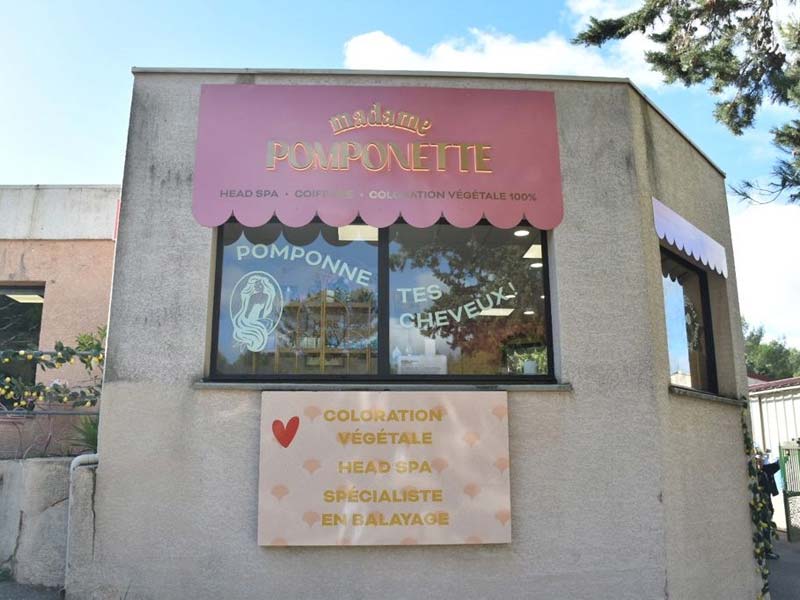 madame
POMPONETTE
HEAD SPA • COIFFURE • COLORATION VÉGÉTALE 100%
POMPONNE
TES
CHEVEUX!
COLORATION
VÉGÉTALE
HEAD SPA
SPÉCIALISTE
EN BALAYAGE